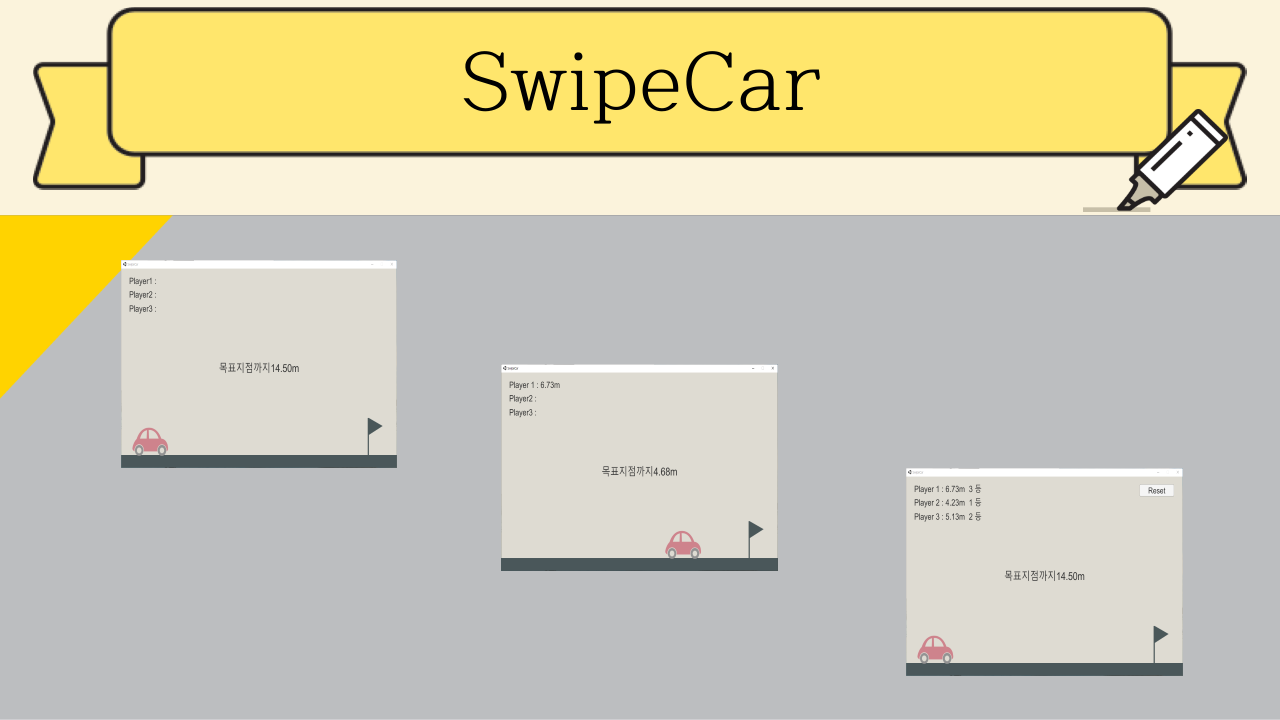 SwipeCar
Player1 :
Player2 :
Player3 :
목표지점까지14.50m
Player 1 : 6.73m
Player2 :
Player3 :
목표지점까지4.68m
Player 1 : 6.73m 3 등
Player 2 : 4.23m 1 등
Player 3 : 5.13m 2 등
Reset
목표지점까지14.50m